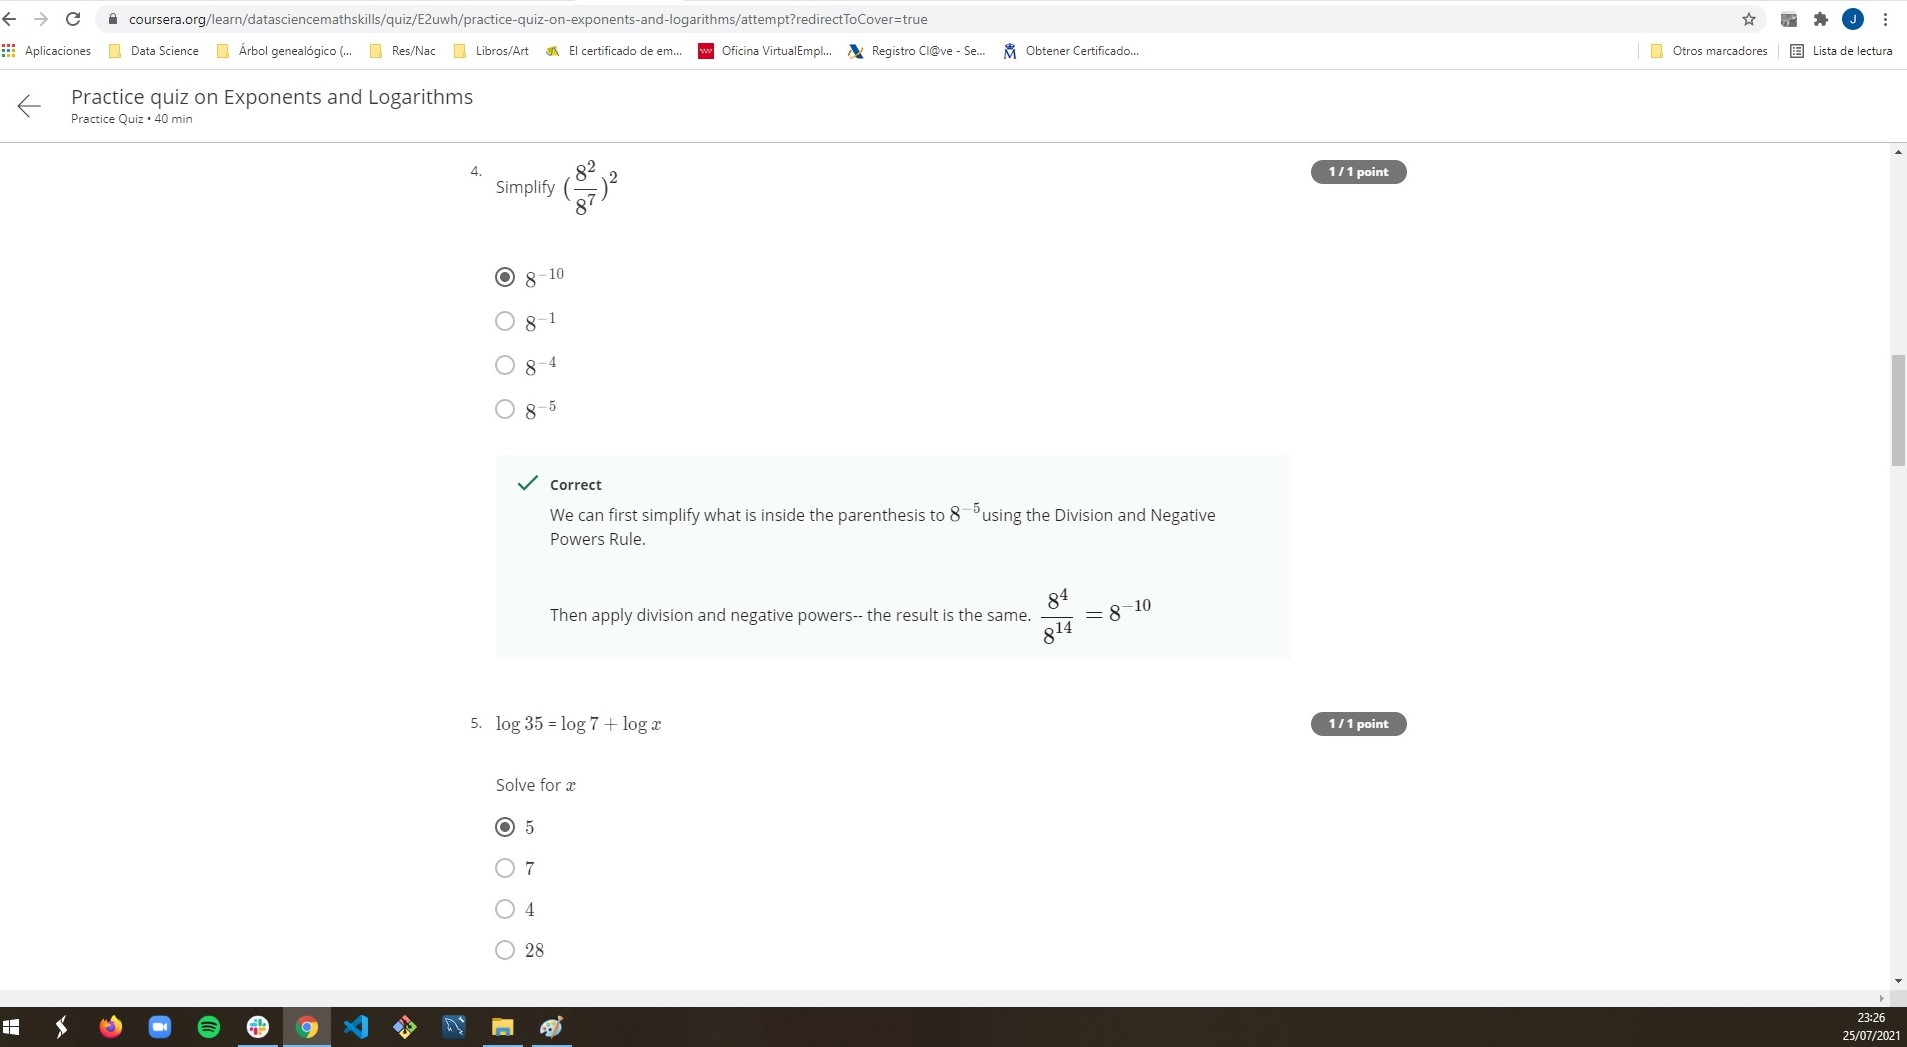 coursera.org/learn/datasciencemathskills/quiz/E2uwh/practice-quiz-on-exponents-and-logarithms/attempt?redirectToCover=true
J
Aplicaciones Data Science Árbol genealógico (... Res/Nac Libros/Art El certificado de em... Oficina VirtualEmpl... Registro Cl@ve - Se... Obtener Certificado... Otros marcadores Lista de lectura
Practice quiz on Exponents and Logarithms
Practice Quiz • 40 min
4. Simplify (8^2/8^7)^2 1 / 1 point
8^−10
8^−1
8^−4
8^−5
Correct
We can first simplify what is inside the parenthesis to 8^−5 using the Division and Negative
Powers Rule.
Then apply division and negative powers-- the result is the same. 8^4/8^14 = 8^−10
5. log 35 = log 7 + log x 1 / 1 point
Solve for x
5
7
4
28
23:26
25/07/2021